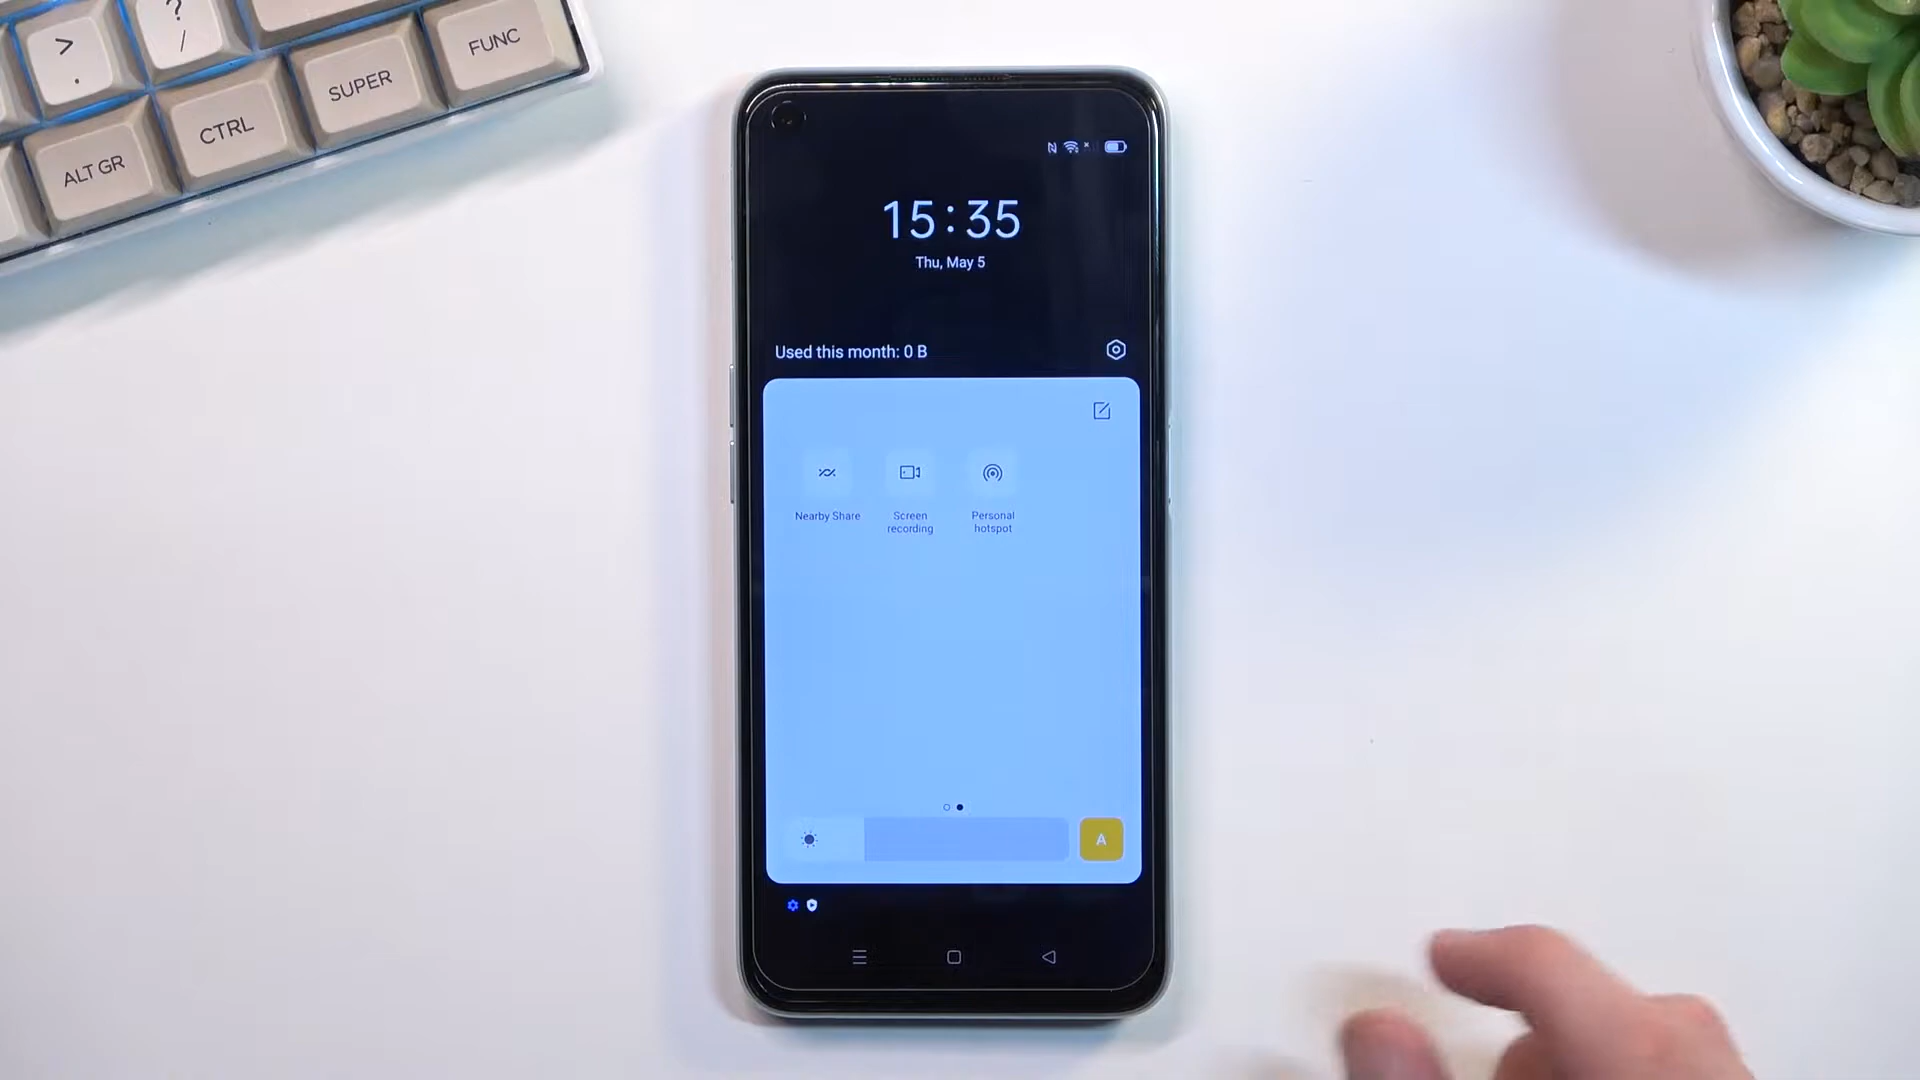 >
.
?
/
FUNC
SUPER
CTRL
ALT GR
15:35
Thu, May 5
Used this month: 0 B
Nearby Share
Screen
recording
Personal
hotspot
A